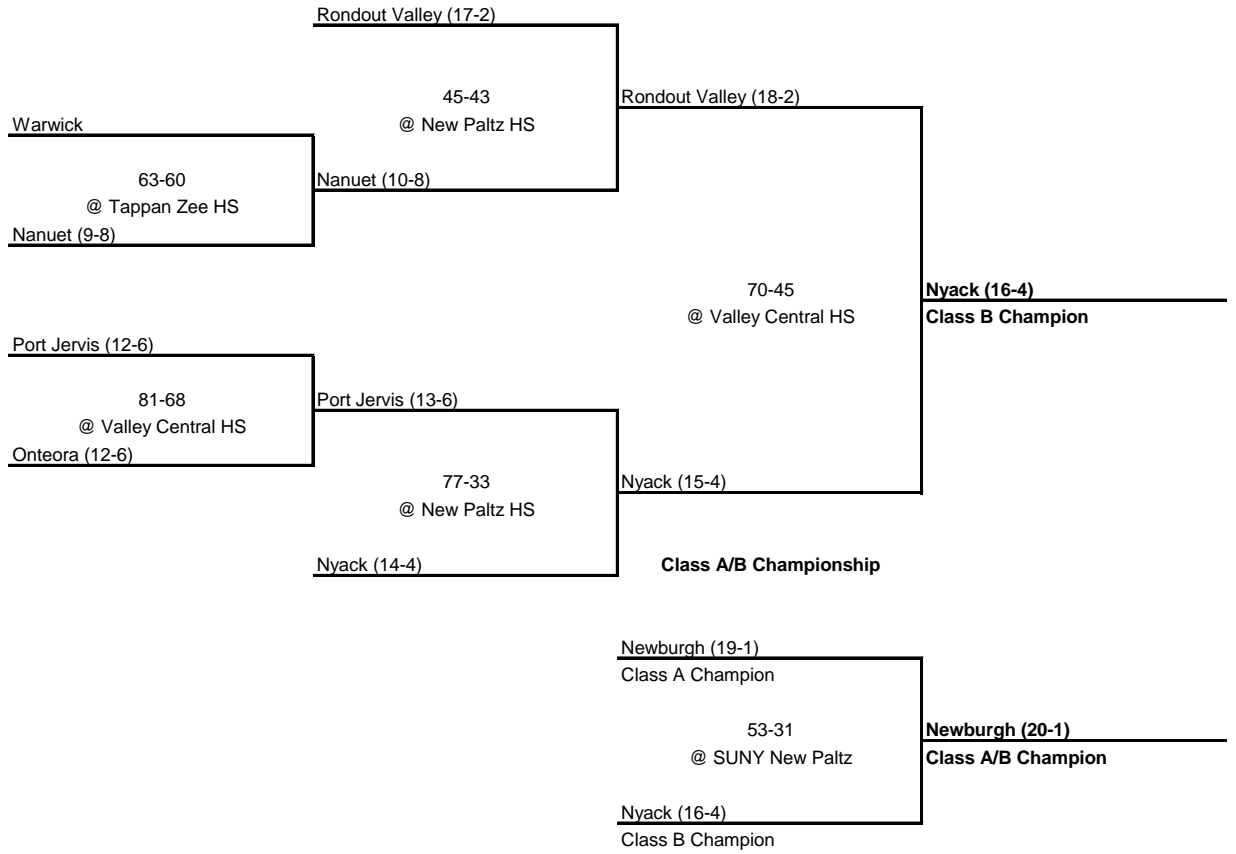 Rondout Valley (17-2)
45-43
@ New Paltz HS
Rondout Valley (18-2)
Warwick
63-60
@ Tappan Zee HS
Nanuet (10-8)
Nanuet (9-8)
70-45
@ Valley Central HS
Nyack (16-4)
Class B Champion
Port Jervis (12-6)
81-68
@ Valley Central HS
Port Jervis (13-6)
Onteora (12-6)
77-33
@ New Paltz HS
Nyack (15-4)
Nyack (14-4)
Class A/B Championship
Newburgh (19-1)
Class A Champion
53-31
@ SUNY New Paltz
Newburgh (20-1)
Class A/B Champion
Nyack (16-4)
Class B Champion